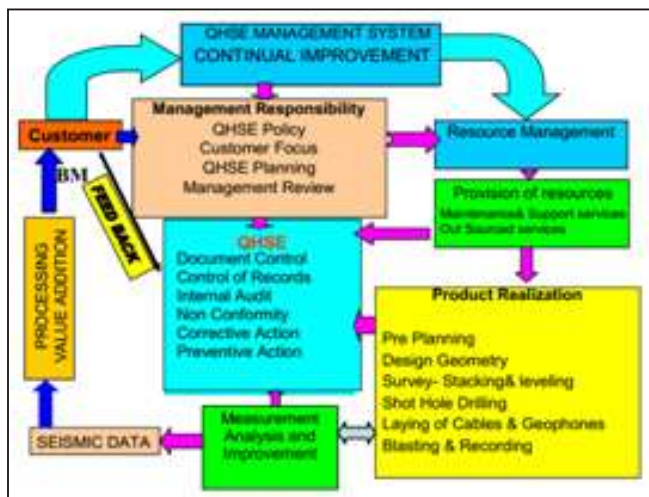 QHSE MANAGEMENT SYSTEM
CONTINUAL IMPROVEMENT
Management Responsibility
QHSE Policy
Customer Focus
QHSE Planning
Management Review
Customer
Resource Management
BM
FEED BACK
Provision of resources
Maintenance& Support services
Out Sourced services
QHSE
Document Control
Control of Records
Internal Audit
Non Conformity
Corrective Action
Preventive Action
PROCESSING
VALUE ADDITION
Product Realization
Pre Planning
Design Geometry
Survey- Stacking& leveling
Shot Hole Drilling
Laying of Cables & Geophones
Blasting & Recording
Measurement
Analysis and
Improvement
SEISMIC DATA